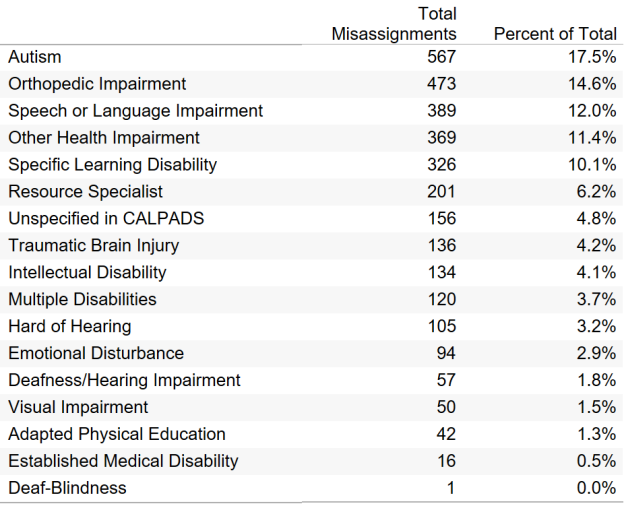 Total
Misassignments Percent of Total
Autism 567 17.5%
Orthopedic Impairment 473 14.6%
Speech or Language Impairment 389 12.0%
Other Health Impairment 369 11.4%
Specific Learning Disability 326 10.1%
Resource Specialist 201 6.2%
Unspecified in CALPADS 156 4.8%
Traumatic Brain Injury 136 4.2%
Intellectual Disability 134 4.1%
Multiple Disabilities 120 3.7%
Hard of Hearing 105 3.2%
Emotional Disturbance 94 2.9%
Deafness/Hearing Impairment 57 1.8%
Visual Impairment 50 1.5%
Adapted Physical Education 42 1.3%
Established Medical Disability 16 0.5%
Deaf-Blindness 1 0.0%